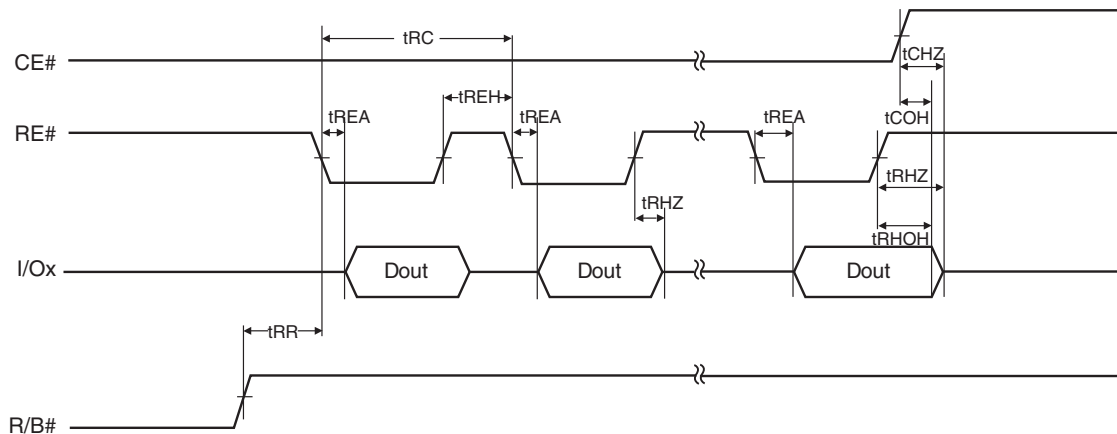 tRC
CE#
tCHZ
tREH
tREA
tREA
tCOH
RE#
tREA
tRHZ
tRHZ
tRHOH
I/Ox
Dout
Dout
Dout
tRR
R/B#